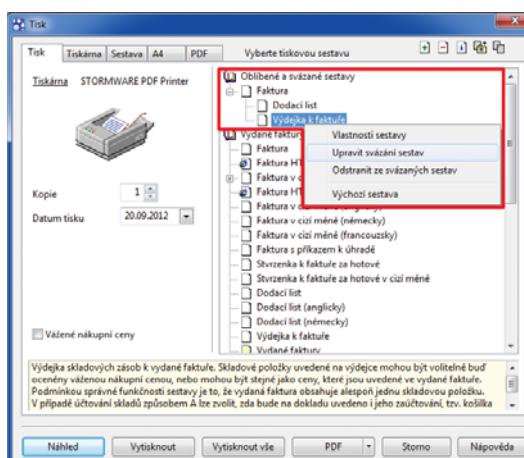 Tisk
Tisk Tiskárna Sestava A4 PDF Vyberte tiskovou sestavu
Tiskárna STORMWARE PDF Printer
Kopie 1
Datum tisku 20.09.2012
Vážené nákupní ceny
Oblíbené a svázané sestavy
Faktura
Dodací list
Výdejka k faktuře
Vydané faktury
Faktura
Faktura HT
Faktura v c
Faktura HT
Faktura v cizí měně (anglicky)
Faktura v cizí měně (německy)
Faktura v cizí měně (francouzsky)
Faktura s příkazem k úhradě
Stvrzenka k faktuře za hotové
Stvrzenka k faktuře za hotové v cizí měně
Dodací list
Dodací list (anglicky)
Dodací list (německy)
Výdejka k faktuře
Vydané faktury
Vlastnosti sestavy
Upravit svázání sestav
Odstranit ze svázaných sestav
Výchozí sestava
Výdejka skladových zásob k vydané faktuře. Skladové položky uvedené na výdejce mohou být volitelně buď
oceněny váženou nákupní cenou, nebo mohou být stejné jako ceny, které jsou uvedené ve vydané faktuře.
Podmínkou správné funkčnosti sestavy je to, že vydaná faktura obsahuje alespoň jednu skladovou položku.
V případě účtování skladů způsobem A lze zvolit, zda bude na dokladu uvedeno i jeho zaúčtování, tzv. košilka
Náhled Vytisknout Vytisknout vše PDF Storno Nápověda